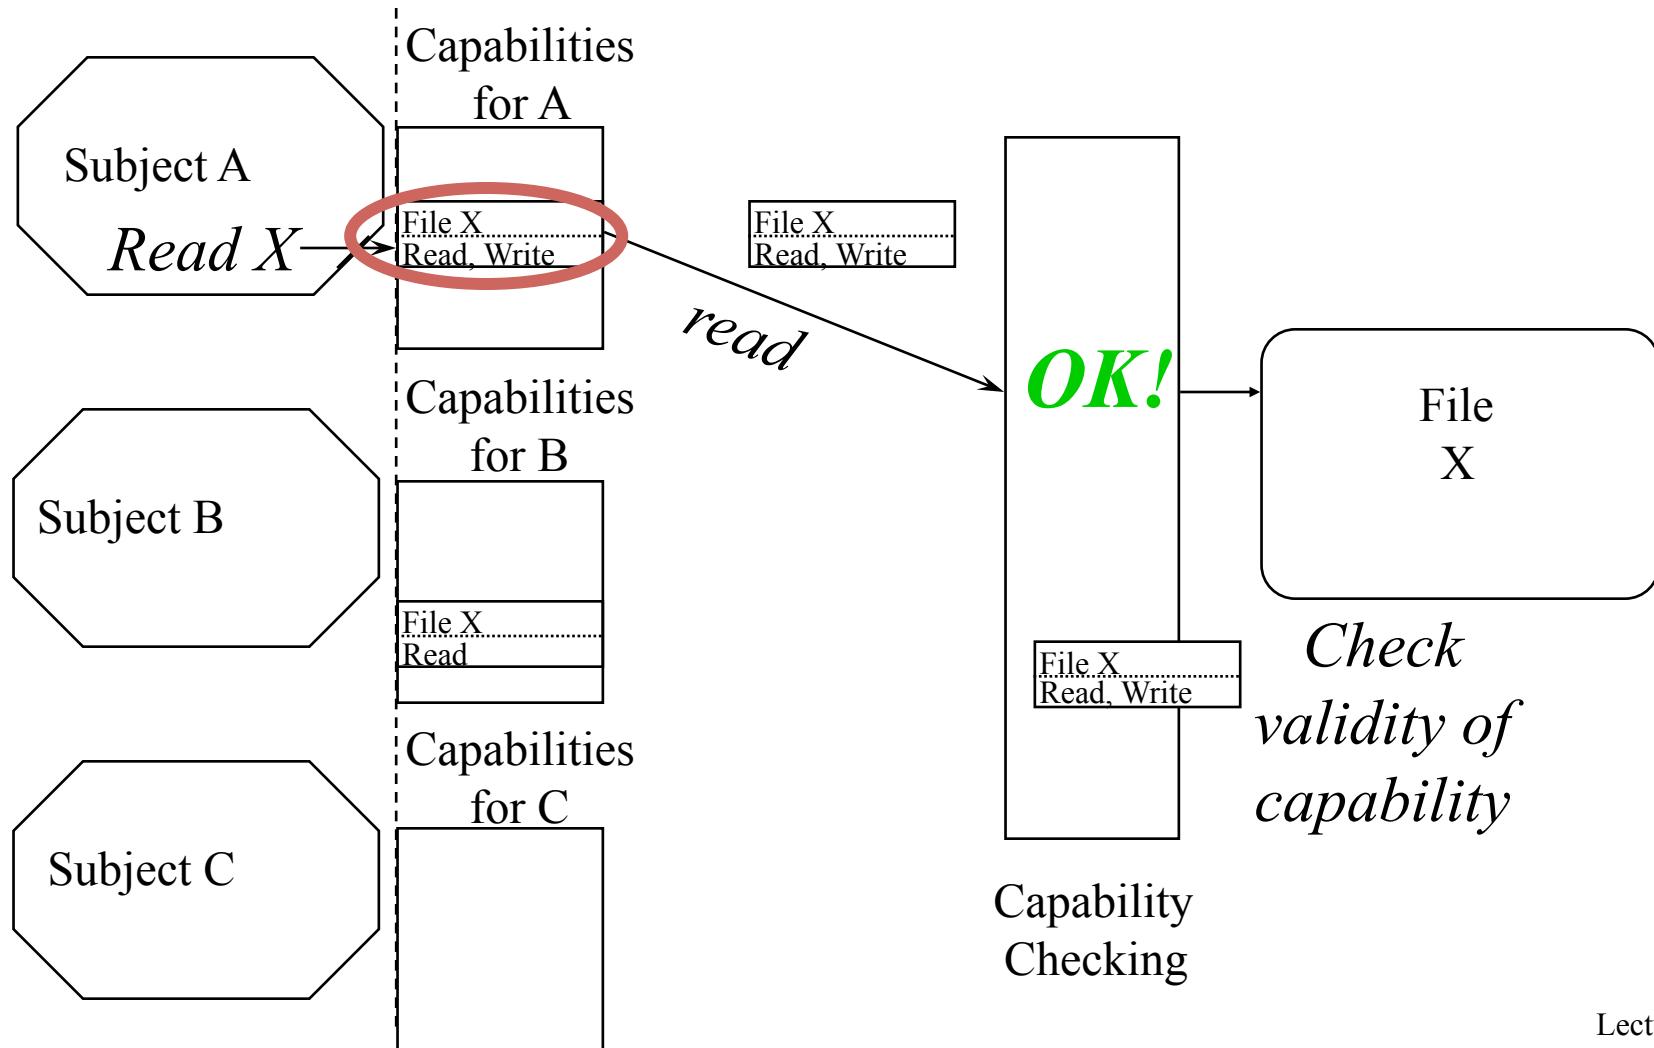 Capabilities
for A
Subject A
Read X
File X
Read, Write
File X
Read, Write
read
OK!
File
X
Capabilities
for B
Subject B
File X
Read
File X
Read, Write
Check
validity of
capability
Capabilities
for C
Subject C
Capability
Checking
Lect